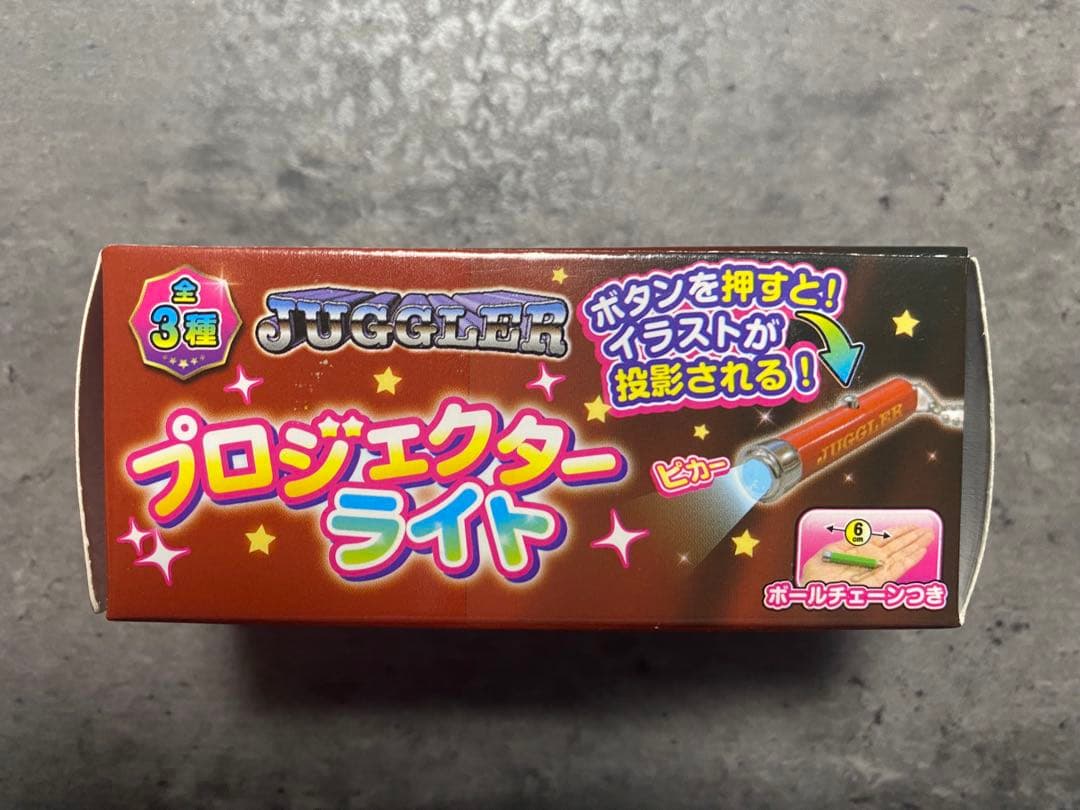 全
3種
JUGGLER
プロジェクター
ライト
ボタンを押すと!
イラストが
投影される!
JUGGLER
ピカー
6
cm
ボールチェーンつき